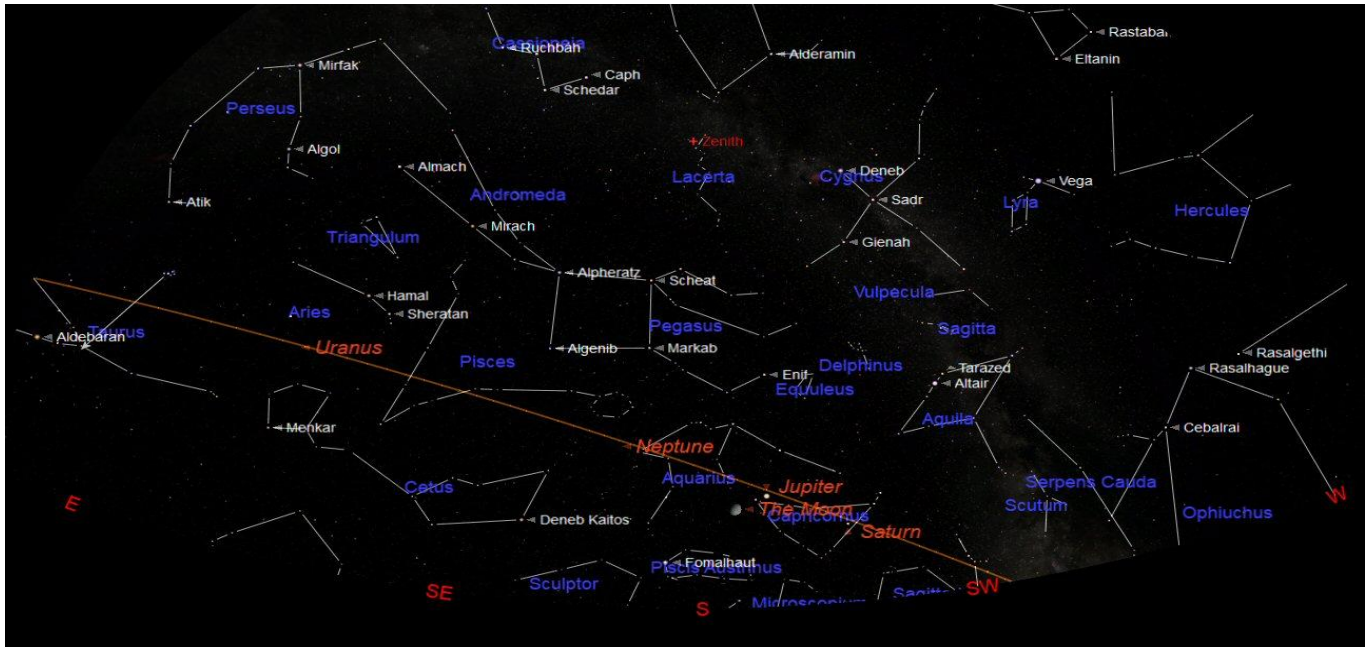 Cassiopeia
Ruchbah
Alderamin
Rastaba
Eltanin
Mirfak
Caph
Schedar
Perseus
Algol
Zenith
Almach
Lacerta
Deneb
Cygnus
Vega
Andromeda
Atik
Sadr
Lyra
Hercules
Mirach
Triangulum
Gienah
Alpheratz
Scheat
Hamal
Vulpecula
Aries
Sheratan
Pegasus
Sagitta
Aldebaran
Taurus
Uranus
Pisces
Algenib
Markab
Delphinus
Rasalgethi
Enif
Equuleus
Tarazed
Altair
Rasalhague
Menkar
Aquila
Cebalrai
Neptune
Aquarius
Cetus
Jupiter
Serpens Cauda
E
The Moon
Capricornus
Scutum
Ophiuchus
W
Deneb Kaitos
Saturn
Fomalhaut
Piscis Austrinus
Sculptor
SE
S
Microscopium
Sagitta
SW